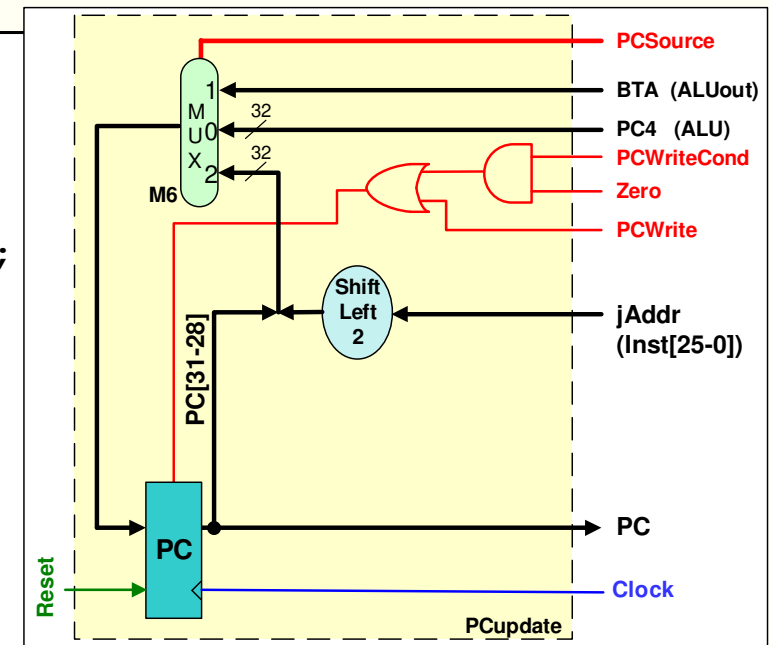 PCSource
1
BTA (ALUout)
M
U
X
0
32
PC4 (ALU)
32
2
PCWriteCond
M6
Zero
PCWrite
;
Shift
Left
2
jAddr
(Inst[25-0])
PC[31-28]
PC
PC
Reset
Clock
PCupdate